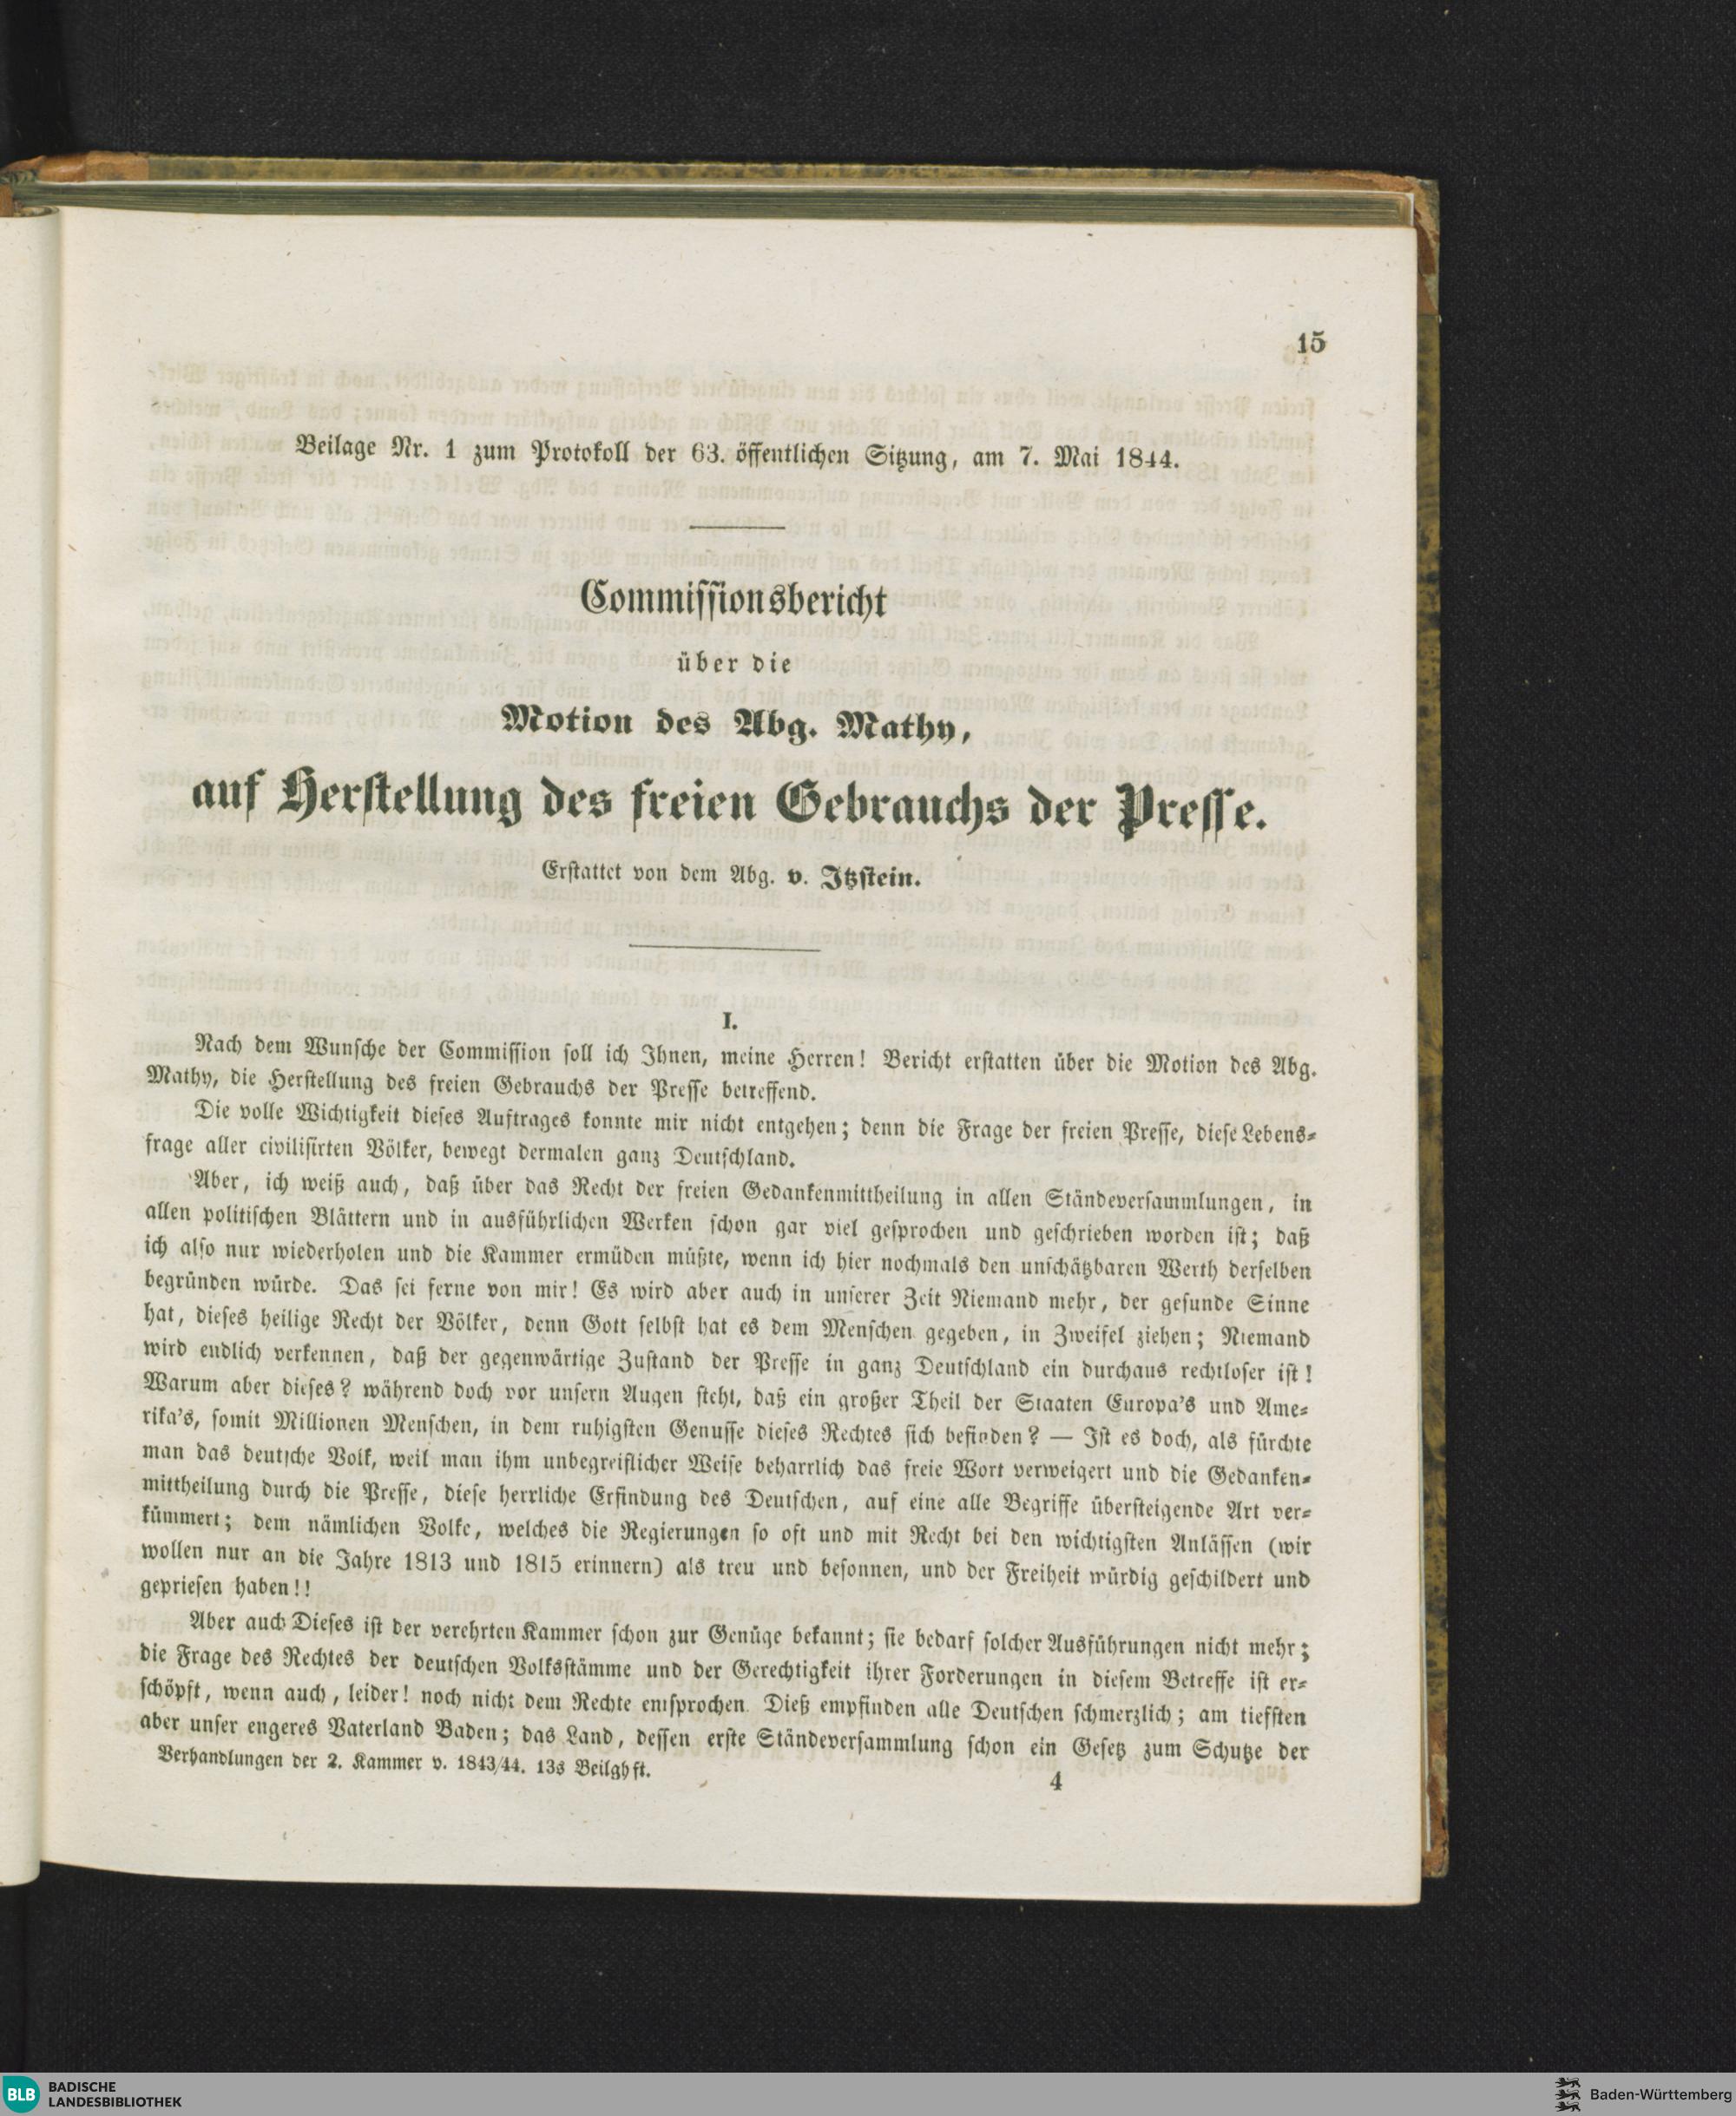 15
Beilage Nr. 1 zum Protokoll der 63. öffentlichen Sitzung, am 7. Mai 1844.
Commissionsbericht
über die
Motion des Abg. Mathy,
auf Herstellung des freien Gebrauchs der Presse.
Erstattet von dem Abg. v. Itzstein.
I.
Nach dem Wunsche der Commission soll ich Ihnen, meine Herren! Bericht erstatten über die Motion des Abg.
Mathy, die Herstellung des freien Gebrauchs der Presse betreffend.
Die volle Wichtigkeit dieses Auftrages konnte mir nicht entgehen; denn die Frage der freien Presse, diese Lebens-
frage aller civilisirten Völker, bewegt dermalen ganz Deutschland.
Aber, ich weiß auch, daß über das Recht der freien Gedankenmittheilung in allen Ständeversammlungen, in
allen politischen Blättern und in ausführlichen Werken schon gar viel gesprochen und geschrieben worden ist; daß
ich also nur wiederholen und die Kammer ermüden müßte, wenn ich hier nochmals den unschätzbaren Werth derselben
begründen würde. Das sei ferne von mir! Es wird aber auch in unserer Zeit Niemand mehr, der gesunde Sinne
hat, dieses heilige Recht der Völker, denn Gott selbst hat es dem Menschen gegeben, in Zweifel ziehen; Niemand
wird endlich verkennen, daß der gegenwärtige Zustand der Presse in ganz Deutschland ein durchaus rechtloser ist!
Warum aber dieses? während doch vor unsern Augen steht, daß ein großer Theil der Staaten Europa's und Ame-
rika's, somit Millionen Menschen, in dem ruhigsten Genusse dieses Rechtes sich befinden? — Ist es doch, als fürchte
man das deutsche Volk, weil man ihm unbegreiflicher Weise beharrlich das freie Wort verweigert und die Gedanken-
mittheilung durch die Presse, diese herrliche Erfindung des Deutschen, auf eine alle Begriffe übersteigende Art ver-
kümmert; dem nämlichen Volke, welches die Regierungen so oft und mit Recht bei den wichtigsten Anlässen (wir
wollen nur an die Jahre 1813 und 1815 erinnern) als treu und besonnen, und der Freiheit würdig geschildert und
gepriesen haben!!
Aber auch Dieses ist der verehrten Kammer schon zur Genüge bekannt; sie bedarf solcher Ausführungen nicht mehr;
die Frage des Rechtes der deutschen Volksstämme und der Gerechtigkeit ihrer Forderungen in diesem Betreffe ist er-
schöpft, wenn auch, leider! noch nicht dem Rechte entsprochen. Dieß empfinden alle Deutschen schmerzlich; am tiefsten
aber unser engeres Vaterland Baden; das Land, dessen erste Ständeversammlung schon ein Gesetz zum Schutze der
Verhandlungen der 2. Kammer v. 1843/44. 13s Beilghft.
4
BLB BADISCHE
LANDESBIBLIOTHEK
Baden-Württemberg